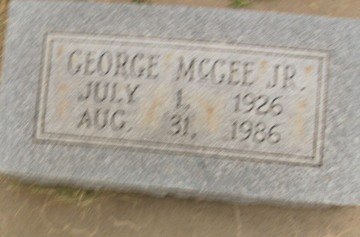 GEORGE McGEE JR.
JULY 1, 1926
AUG. 31, 1986